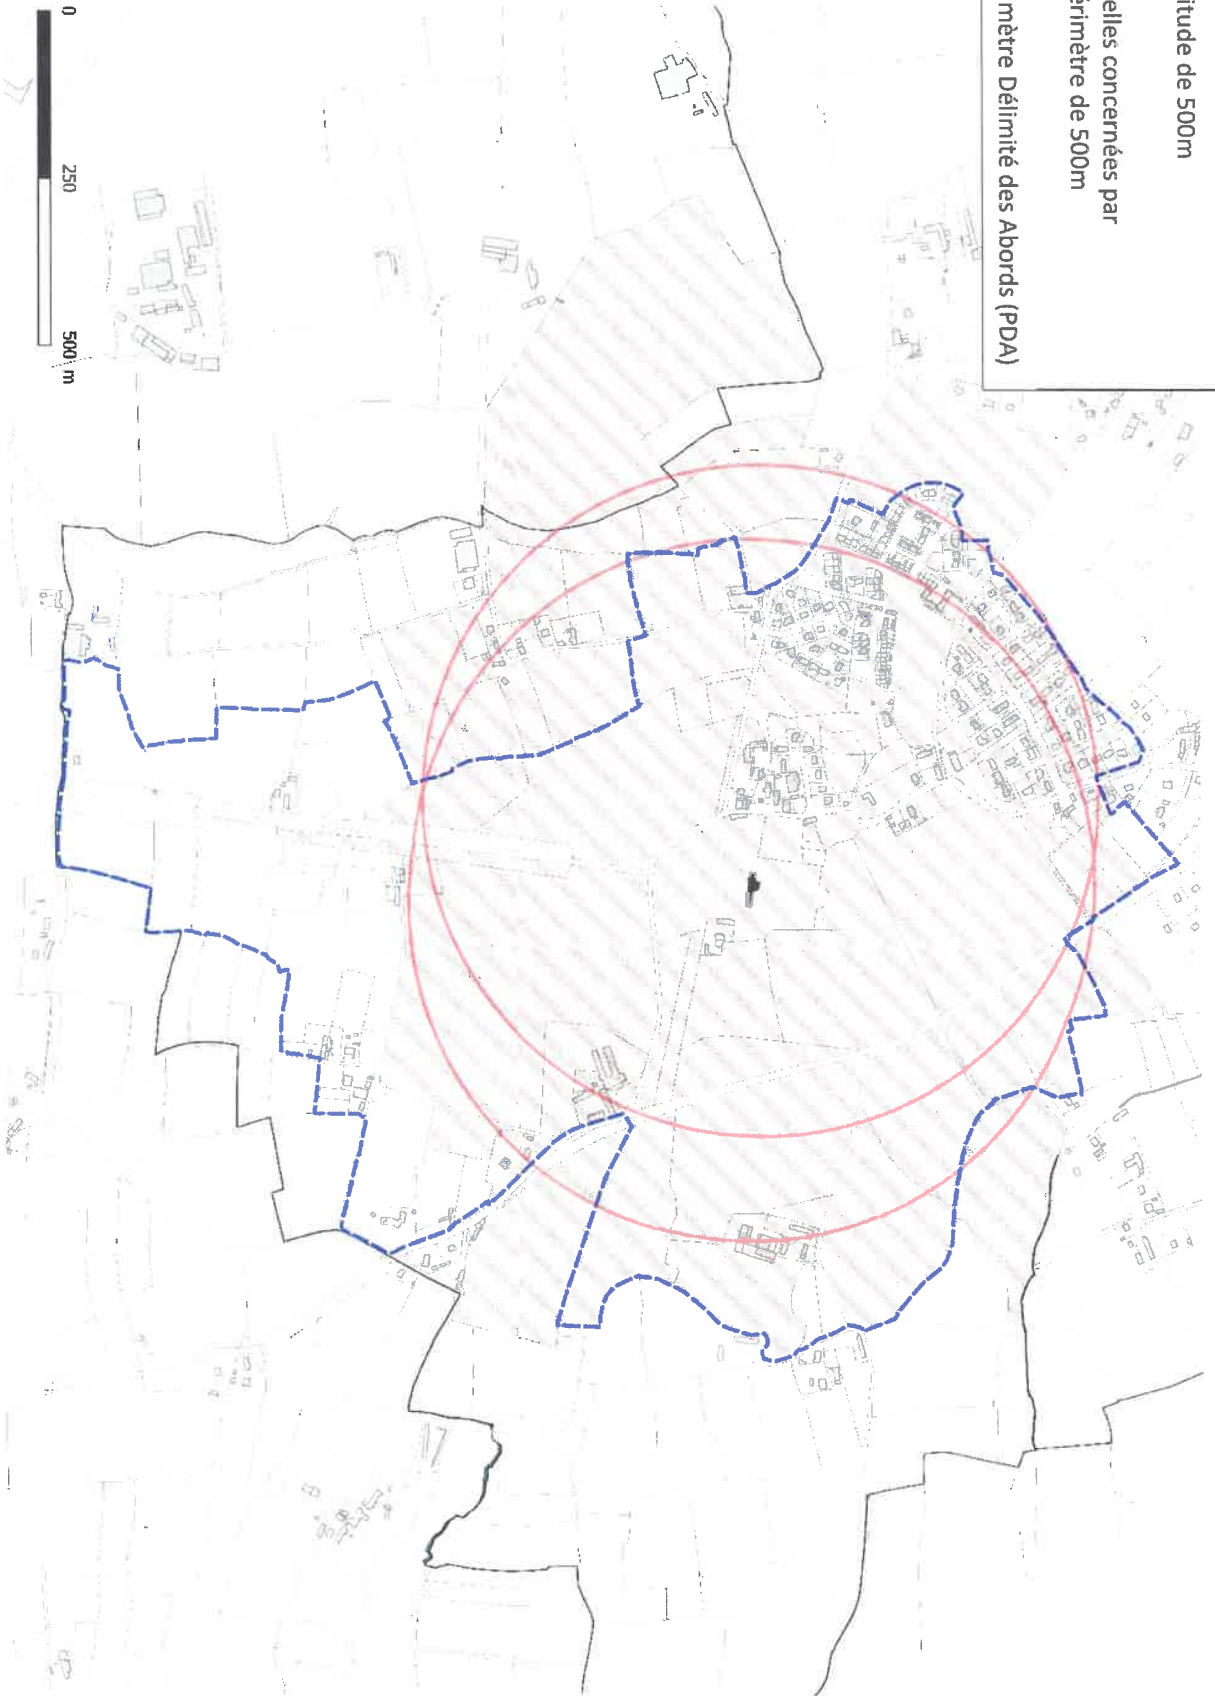 itude de 500m
elles concernées par
érimètre de 500m
mètre Délimité des Abords (PDA)
0
250
500 m